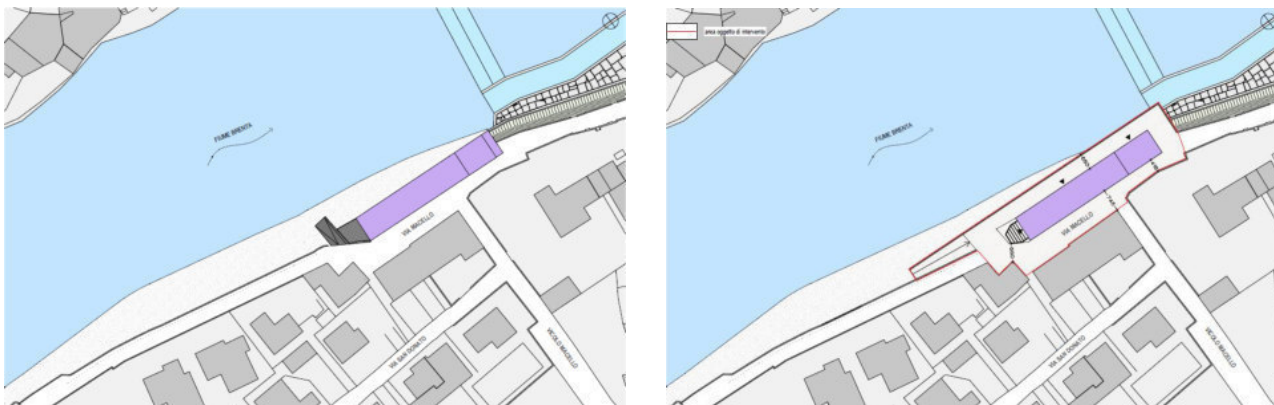 FIUME BRENTA
VIA MACELLO
VIA SAN DONATO
VICOLO MACELLO
area oggetto di intervento
FIUME BRENTA
VIA MACELLO
VIA SAN DONATO
VICOLO MACELLO